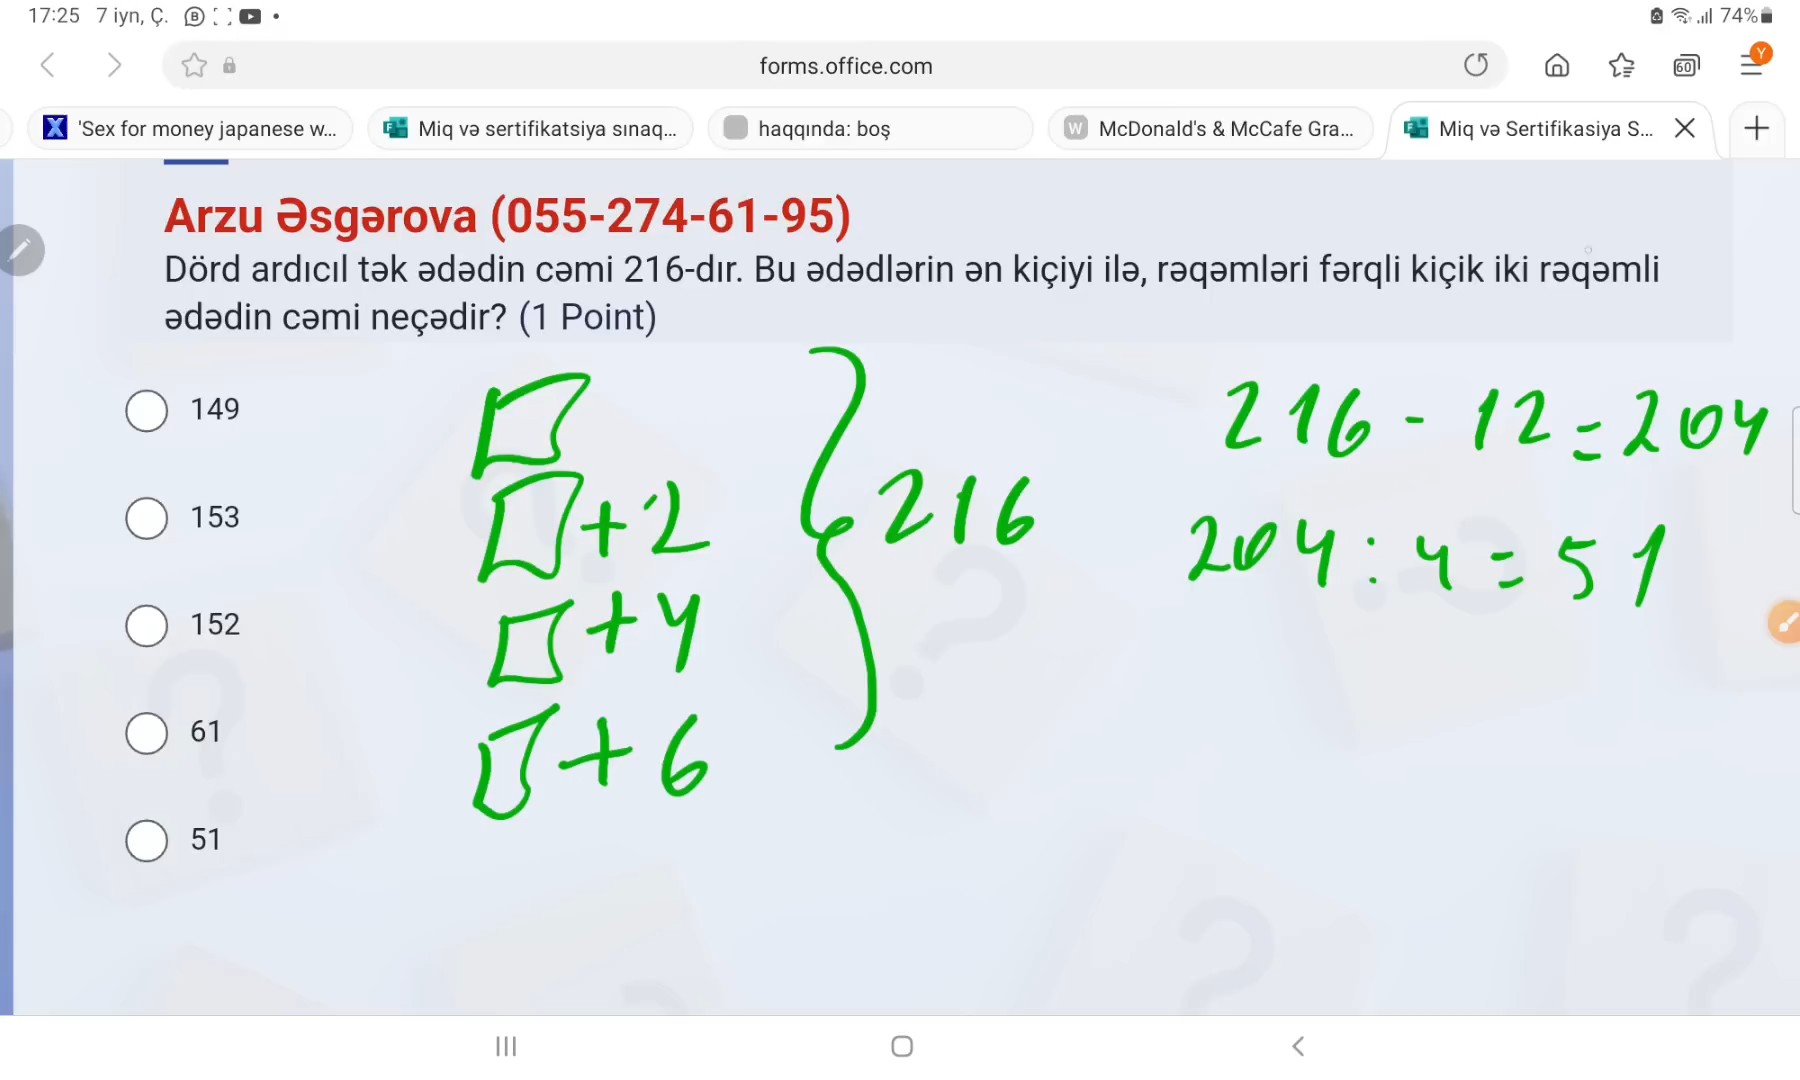 17:25 7 iyn, Ç. 74%
forms.office.com
60 Y
'Sex for money japanese w... Miq və sertifikatsiya sınaq... haqqında: boş McDonald's & McCafe Gra... Miq və Sertifikasiya S...
Arzu Əsgərova (055-274-61-95)
Dörd ardıcıl tək ədədin cəmi 216-dır. Bu ədədlərin ən kiçiyi ilə, rəqəmləri fərqli kiçik iki rəqəmli
ədədin cəmi neçədir? (1 Point)
149
153
152
61
51
+2
+4
+6
216
216 - 12 = 204
204 : 4 = 51